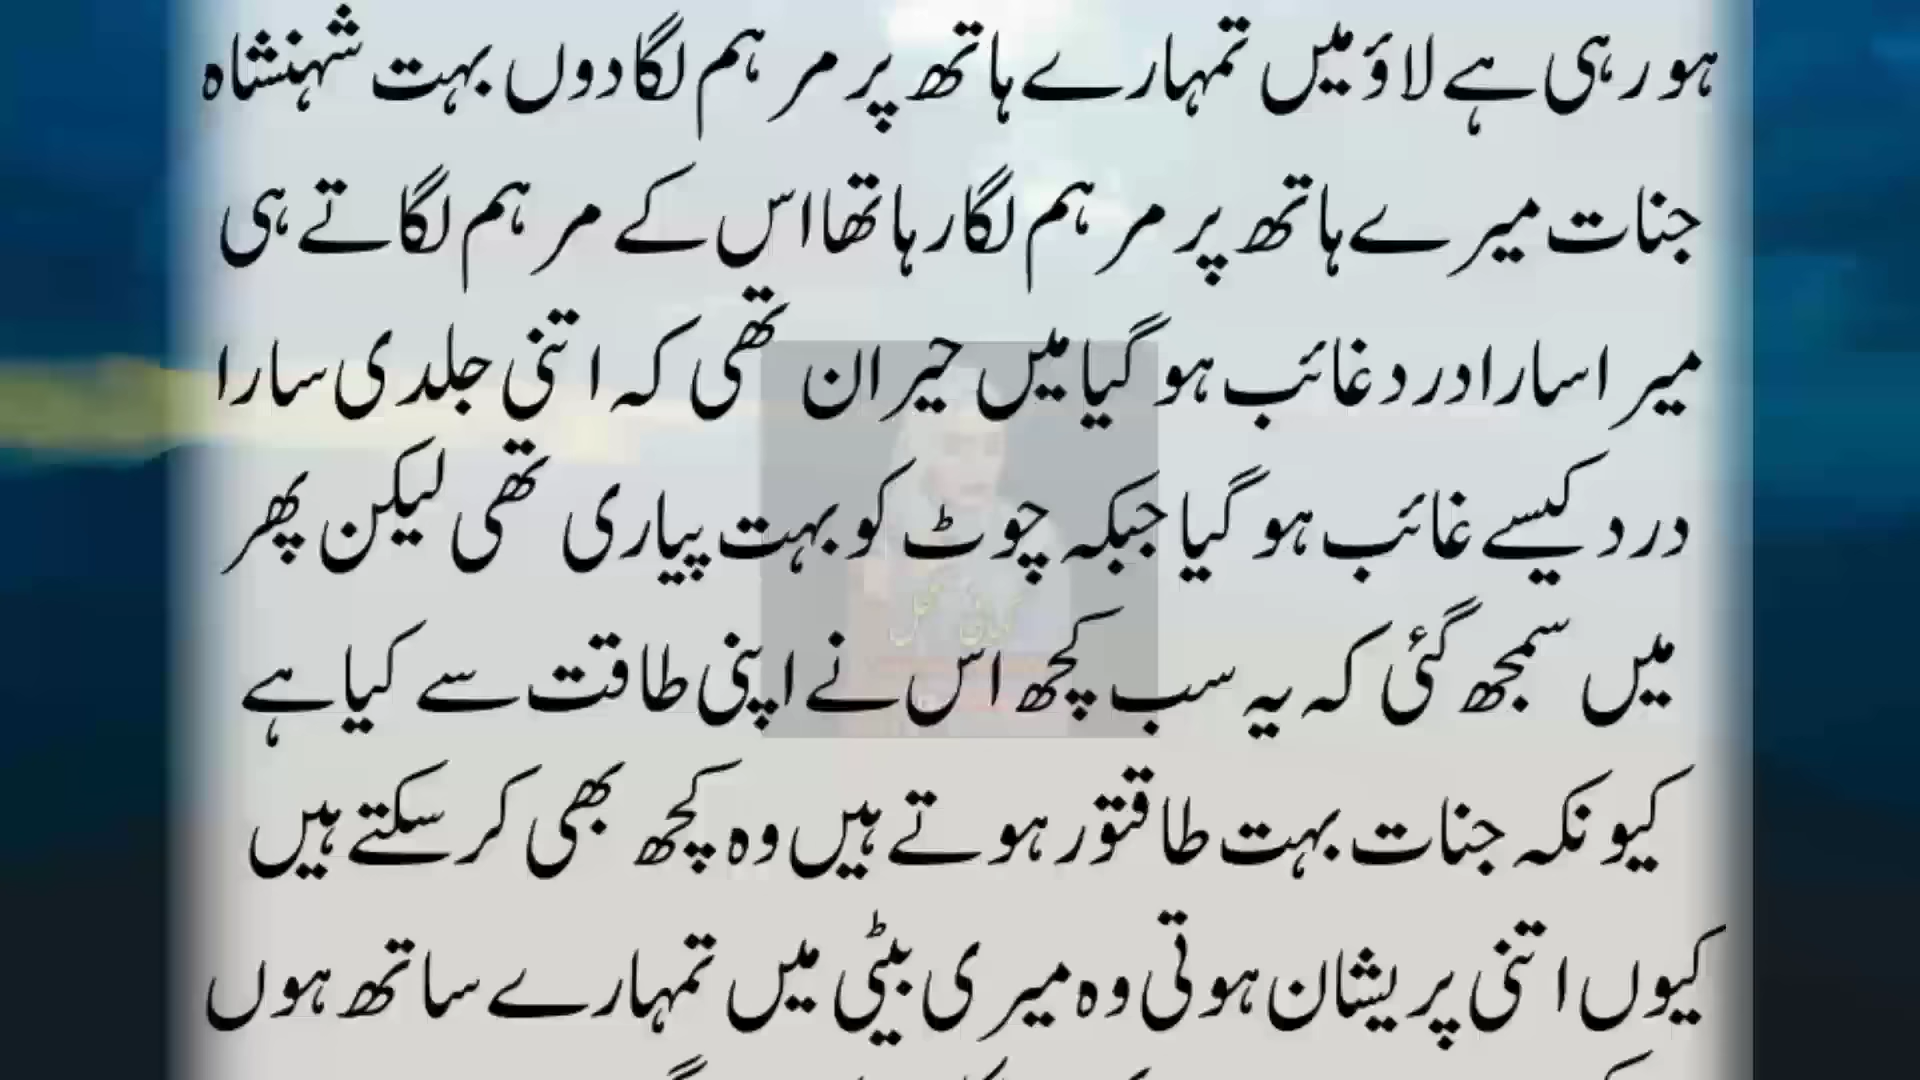 ہو رہی ہے لاؤ میں تمہارے ہاتھ پر مرہم لگا دوں بہت شہنشاہ
جنات میرے ہاتھ پر مرہم لگا رہا تھا اس کے مرہم لگاتے ہی
میرا سارا درد غائب ہو گیا میں حیران تھی کہ اتنی جلدی سارا
درد کیسے غائب ہو گیا جبکہ چوٹ کو بہت پیاری تھی لیکن پھر
میں سمجھ گئی کہ یہ سب کچھ اس نے اپنی طاقت سے کیا ہے
کیونکہ جنات بہت طاقتور ہوتے ہیں وہ کچھ بھی کر سکتے ہیں
کیوں اتنی پریشان ہوتی وہ میری بیٹی میں تمہارے ساتھ ہوں